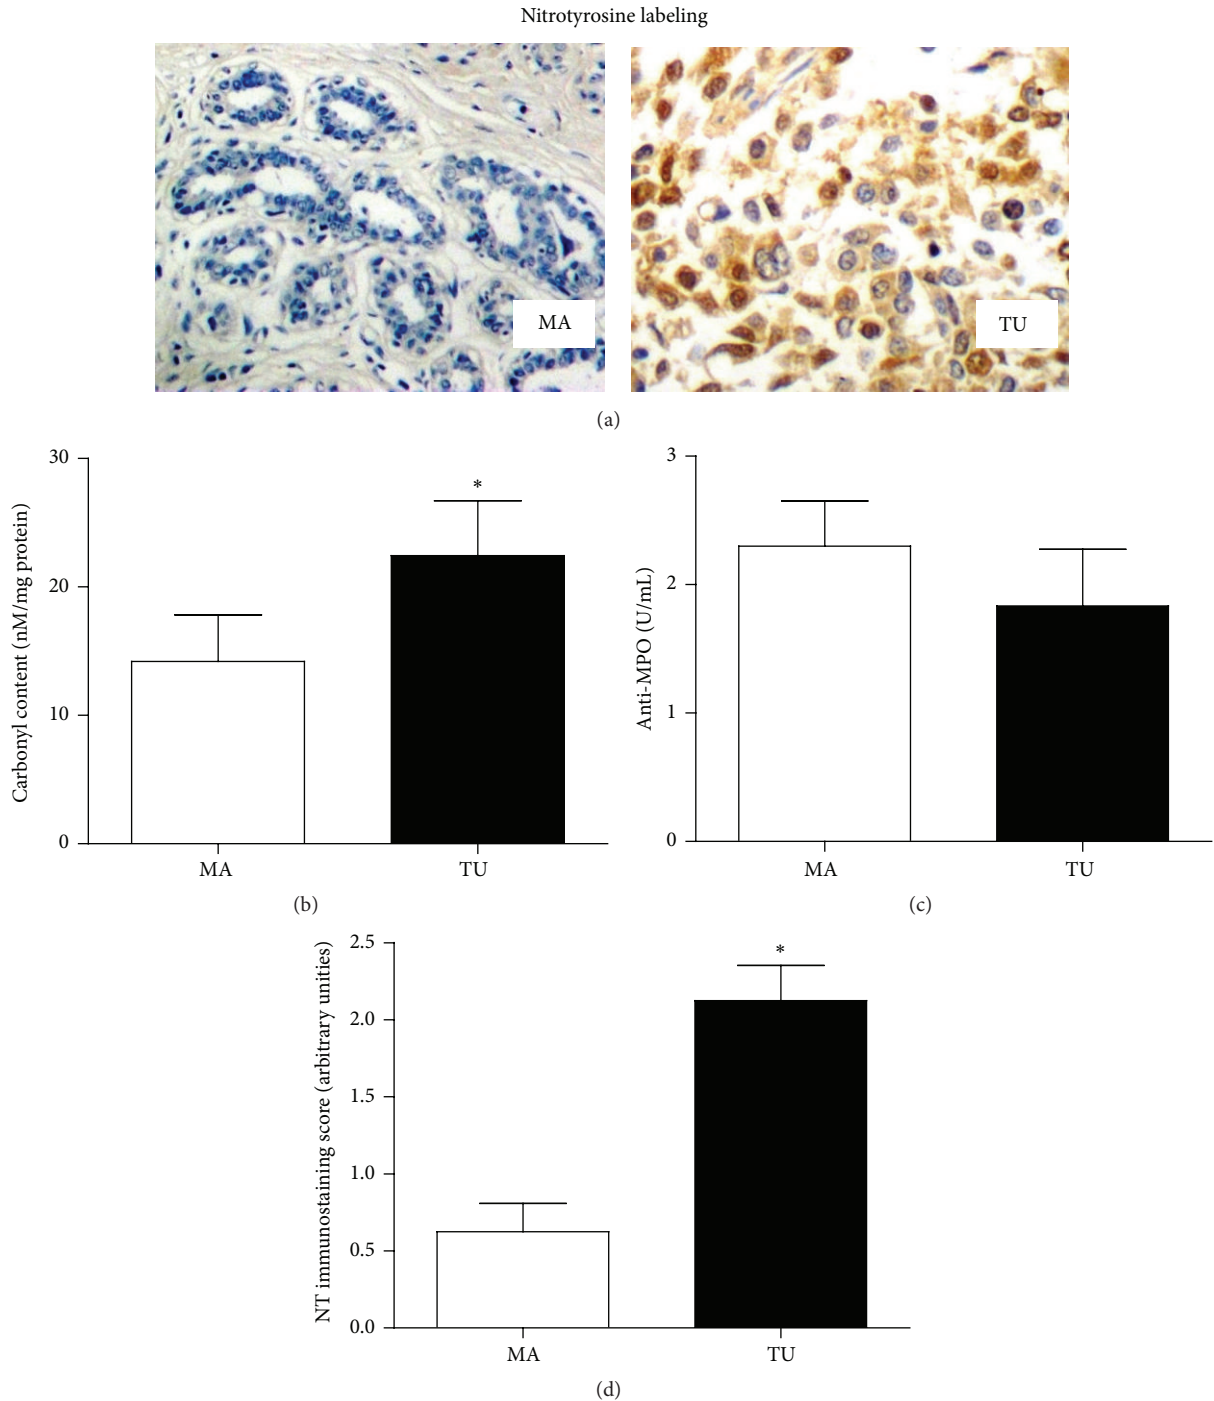 Nitrotyrosine labeling
MA
TU
(a)
Carbonyl content (nM/mg protein)
30
20
10
0
*
MA
TU
(b)
Anti-MPO (U/mL)
3
2
1
0
MA
TU
(c)
NT immunostaining score (arbitrary unities)
2.5
2.0
1.5
1.0
0.5
0.0
*
MA
TU
(d)